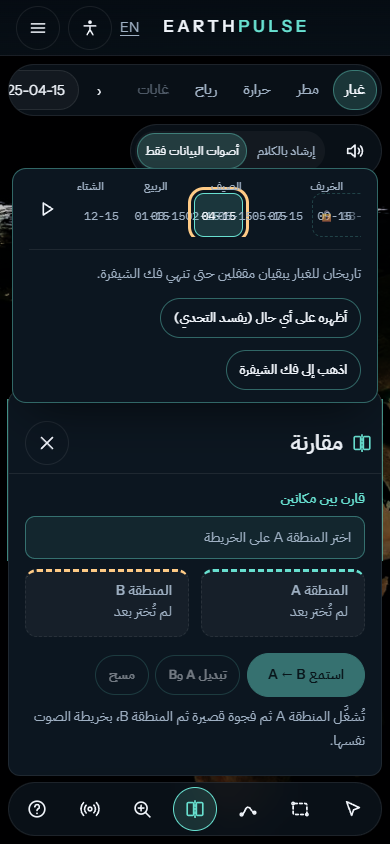 EN
EARTHPULSE
غبار
مطر
حرارة
رياح
غابات
25-04-15
إرشاد بالكلام
أصوات البيانات فقط
الخريف
الصيف
الربيع
الشتاء
04-15
12-15
تاريخان للغبار يبقيان مقفلين حتى تنهي فك الشيفرة.
أظهره على أي حال (يفسد التحدي)
اذهب إلى فك الشيفرة
مقارنة
قارن بين مكانين
اختر المنطقة A على الخريطة
المنطقة A
لم تُختر بعد
المنطقة B
لم تُختر بعد
استمع A ← B
تبديل A وB
مسح
تُشغَّل المنطقة A ثم فجوة قصيرة ثم المنطقة B، بخريطة الصوت
نفسها.